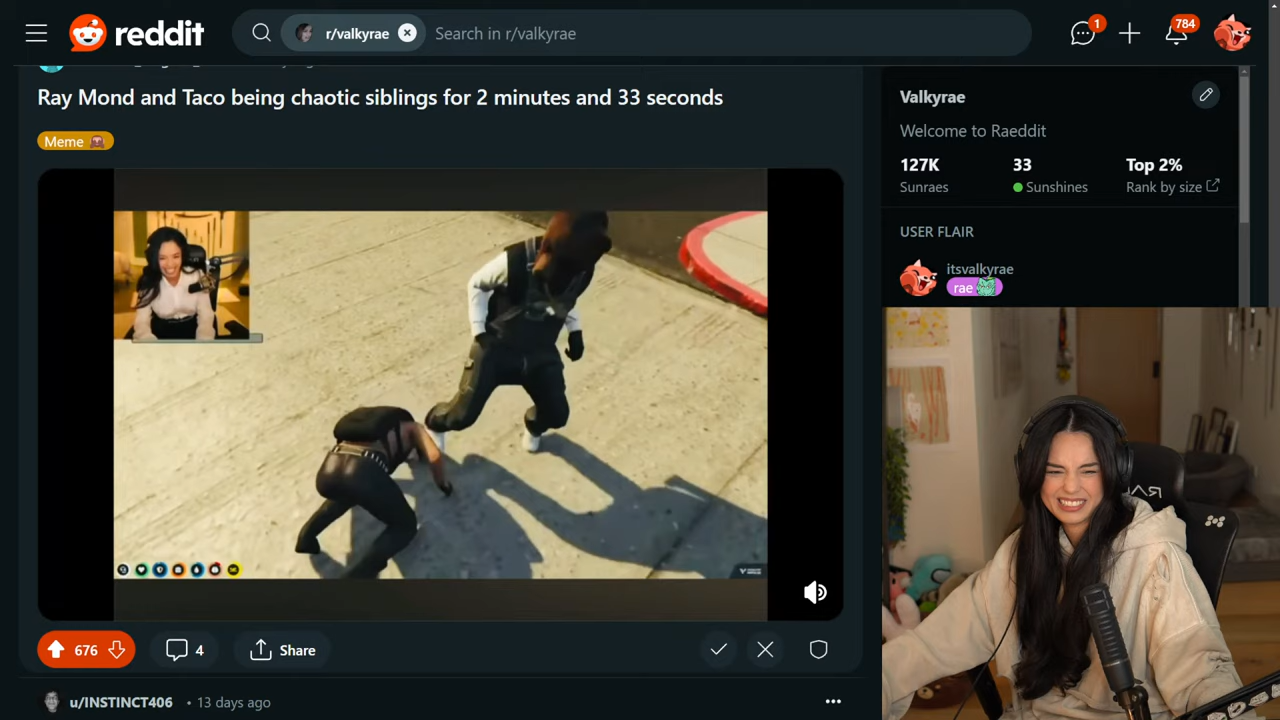 reddit
r/valkyrae
Search in r/valkyrae
1
784
Ray Mond and Taco being chaotic siblings for 2 minutes and 33 seconds
Meme
676
4
Share
u/INSTINCT406 • 13 days ago
Valkyrae
Welcome to Raeddit
127K
33
Top 2%
Sunraes
Sunshines
Rank by size
USER FLAIR
itsvalkyrae
rae